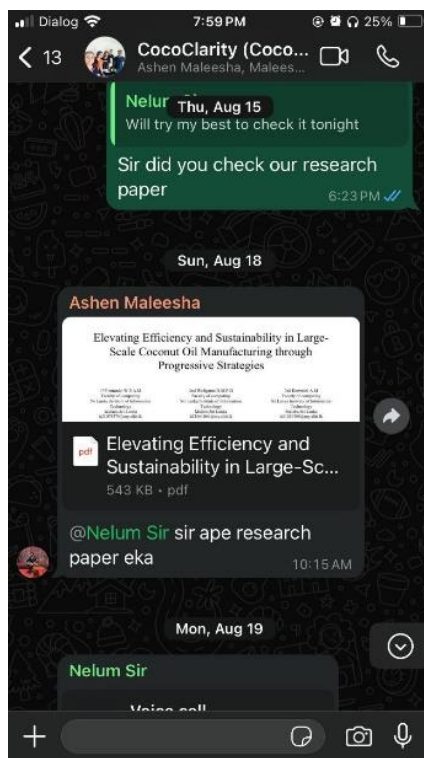 Dialog 7:59 PM 25%
13 CocoClarity (Coco...
Ashen Maleesha, Malees...
Thu, Aug 15
Will try my best to check it tonight
Sir did you check our research
paper
6:23 PM
Sun, Aug 18
Ashen Maleesha
Elevating Efficiency and Sustainability in Large-
Scale Coconut Oil Manufacturing through
Progressive Strategies
pdf
Elevating Efficiency and
Sustainability in Large-Sc...
543 KB • pdf
@Nelum Sir sir ape research
paper eka
10:15 AM
Mon, Aug 19
Nelum Sir
Voice call